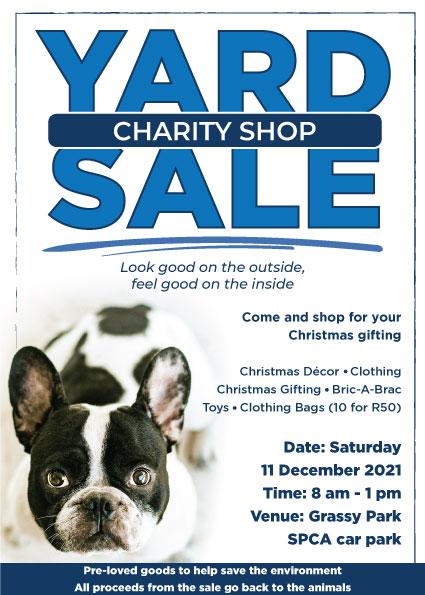 YARD
CHARITY SHOP
SALE
Look good on the outside,
feel good on the inside
Come and shop for your
Christmas gifting
Christmas Décor • Clothing
Christmas Gifting • Bric-A-Brac
Toys • Clothing Bags (10 for R50)
Date: Saturday
11 December 2021
Time: 8 am - 1 pm
Venue: Grassy Park
SPCA car park
Pre-loved goods to help save the environment
All proceeds from the sale go back to the animals